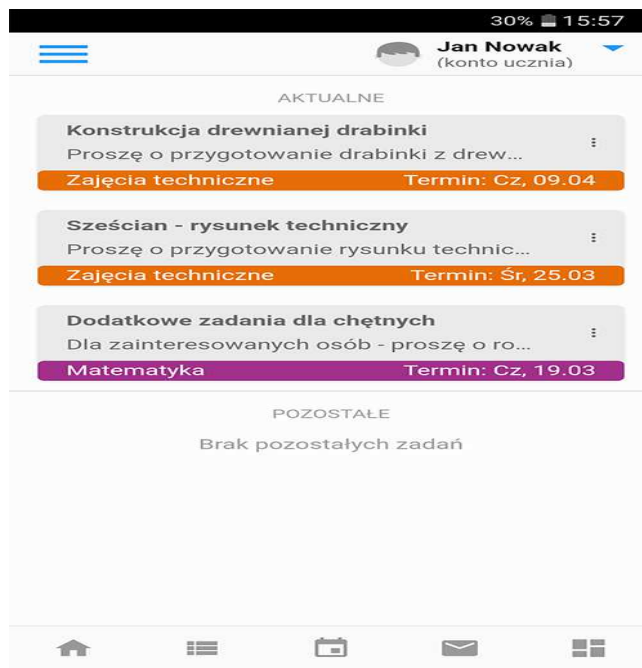 30% 15:57
Jan Nowak
(konto ucznia)
AKTUALNE
Konstrukcja drewnianej drabinki
Proszę o przygotowanie drabinki z drew...
Zajęcia techniczne Termin: Cz, 09.04
Sześcian - rysunek techniczny
Proszę o przygotowanie rysunku technic...
Zajęcia techniczne Termin: Śr, 25.03
Dodatkowe zadania dla chętnych
Dla zainteresowanych osób - proszę o ro...
Matematyka Termin: Cz, 19.03
POZOSTAŁE
Brak pozostałych zadań